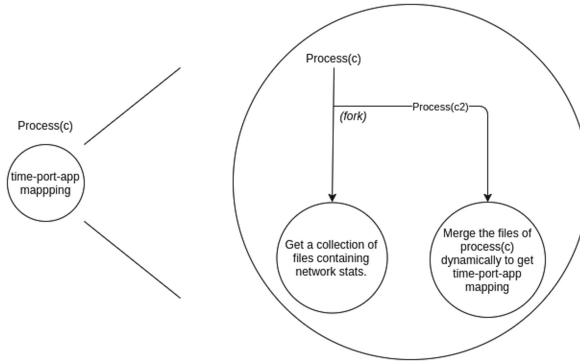 Process(c)
time-port-app
mappping
Process(c)
(fork)
Process(c2)
Get a collection of
files containing
network stats.
Merge the files of
process(c)
dynamically to get
time-port-app
mapping